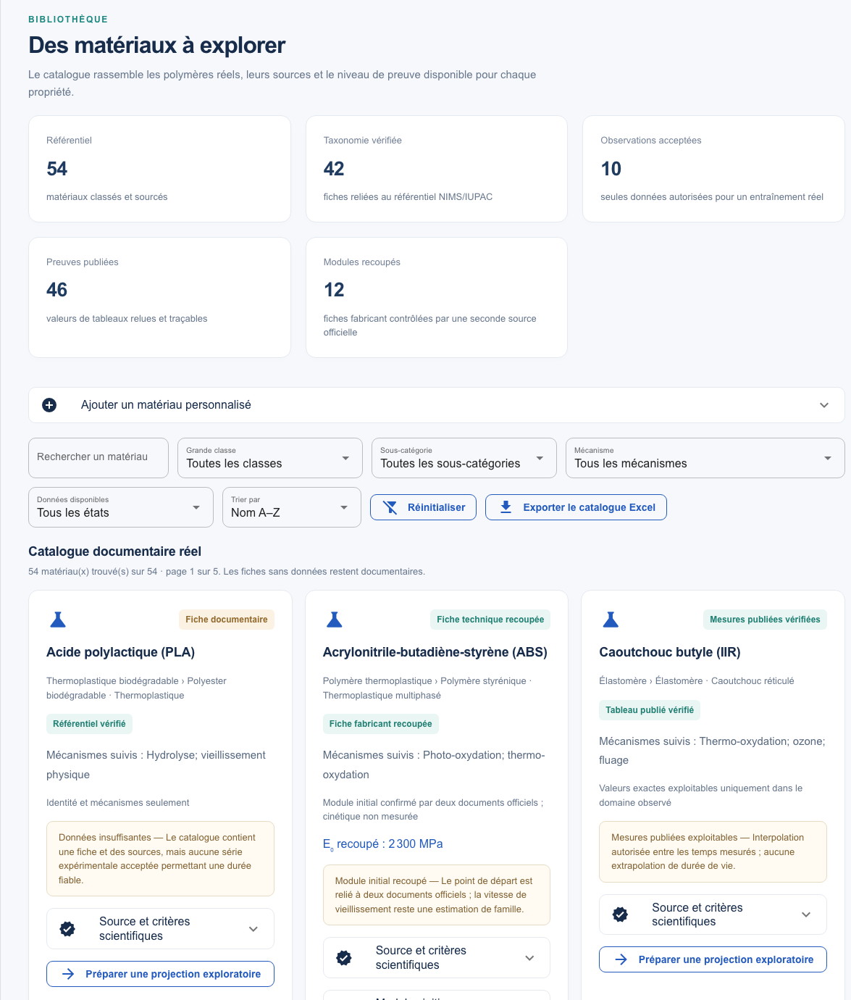 BIBLIOTHÈQUE
Des matériaux à explorer
Le catalogue rassemble les polymères réels, leurs sources et le niveau de preuve disponible pour chaque
propriété.
Référentiel
54
matériaux classés et sourcés
Taxonomie vérifiée
42
fiches reliées au référentiel NIMS/IUPAC
Observations acceptées
10
seules données autorisées pour un entraînement réel
Preuves publiées
46
valeurs de tableaux relues et traçables
Modules recoupés
12
fiches fabricant contrôlées par une seconde source
officielle
Ajouter un matériau personnalisé
Rechercher un matériau
Grande classe
Toutes les classes
Sous-catégorie
Toutes les sous-catégories
Mécanisme
Tous les mécanismes
Données disponibles
Tous les états
Trier par
Nom A–Z
Réinitialiser
Exporter le catalogue Excel
Catalogue documentaire réel
54 matériau(x) trouvé(s) sur 54 · page 1 sur 5. Les fiches sans données restent documentaires.
Fiche documentaire
Acide polylactique (PLA)
Thermoplastique biodégradable › Polyester
biodégradable · Thermoplastique
Référentiel vérifié
Mécanismes suivis : Hydrolyse; vieillissement
physique
Identité et mécanismes seulement
Données insuffisantes — Le catalogue contient
une fiche et des sources, mais aucune série
expérimentale acceptée permettant une durée
fiable.
Source et critères
scientifiques
Préparer une projection exploratoire
Fiche technique recoupée
Acrylonitrile-butadiène-styrène (ABS)
Polymère thermoplastique › Polymère styrénique ·
Thermoplastique multiphasé
Fiche fabricant recoupée
Mécanismes suivis : Photo-oxydation; thermo-
oxydation
Module initial confirmé par deux documents officiels ;
cinétique non mesurée
E₀ recoupé : 2 300 MPa
Module initial recoupé — Le point de départ est
relié à deux documents officiels ; la vitesse de
vieillissement reste une estimation de famille.
Source et critères
scientifiques
Mesures publiées vérifiées
Caoutchouc butyle (IIR)
Élastomère › Élastomère · Caoutchouc réticulé
Tableau publié vérifié
Mécanismes suivis : Thermo-oxydation; ozone;
fluage
Valeurs exactes exploitables uniquement dans le
domaine observé
Mesures publiées exploitables — Interpolation
autorisée entre les temps mesurés ; aucune
extrapolation de durée de vie.
Source et critères
scientifiques
Préparer une projection exploratoire